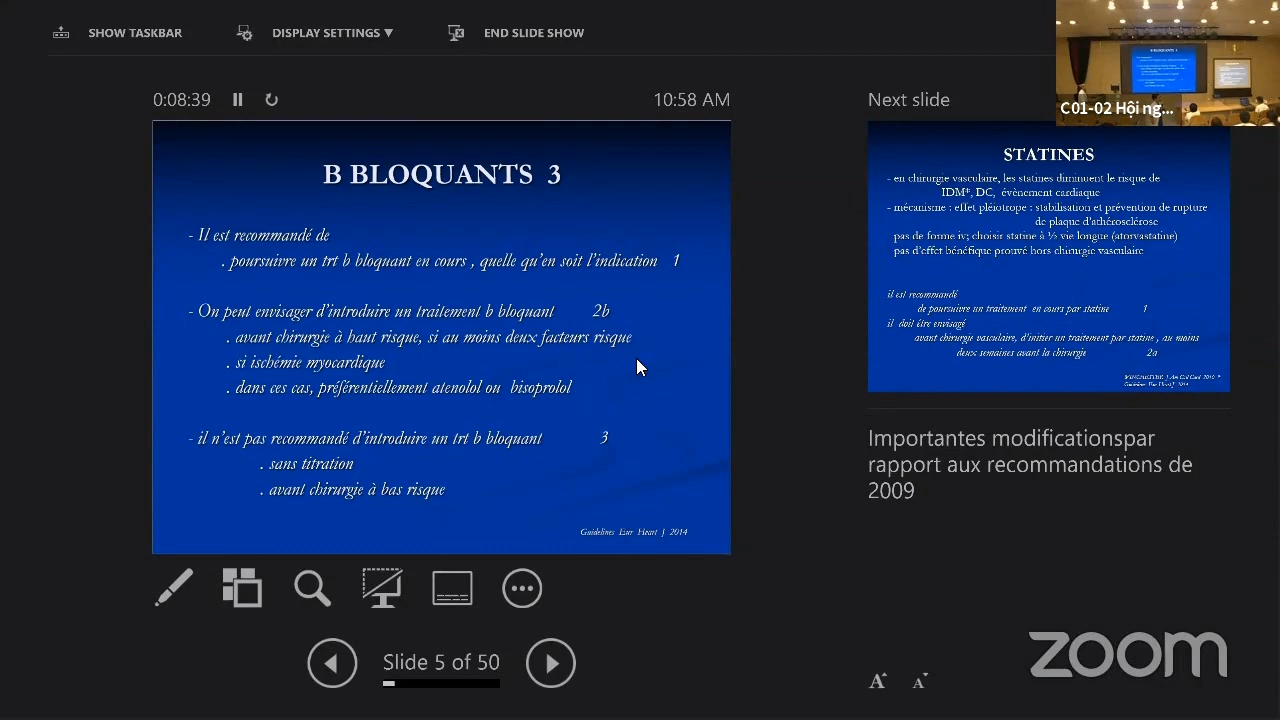 SHOW TASKBAR
DISPLAY SETTINGS ▼
END SLIDE SHOW
0:08:39
10:58 AM
B BLOQUANTS 3
- Il est recommandé de
. poursuivre un trt b bloquant en cours , quelle qu'en soit l'indication 1
- On peut envisager d'introduire un traitement b bloquant 2b
. avant chirurgie à haut risque, si au moins deux facteurs risque
. si ischémie myocardique
. dans ces cas, préférentiellement atenolol ou bisoprolol
- il n'est pas recommandé d'introduire un trt b bloquant 3
. sans titration
. avant chirurgie à bas risque
Guidelines Eur Heart J 2014
Slide 5 of 50
Next slide
C01-02 Hội ng...
B BLOQUANTS 3
STATINES
- en chirurgie vasculaire, les statines diminuent le risque de
IDM*, DC, évènement cardiaque
- mécanisme : effet pléiotrope : stabilisation et prévention de rupture
de plaque d'athérosclérose
pas de forme iv; choisir statine à ½ vie longue (atorvastatine)
pas d'effet bénéfique prouvé hors chirurgie vasculaire
il est recommandé
de poursuivre un traitement en cours par statine 1
il doit être envisagé
avant chirurgie vasculaire, d'initier un traitement par statine , au moins
deux semaines avant la chirurgie 2a
Guidelines Eur Heart J 2014
Importantes modificationspar
rapport aux recommandations de
2009
A A
zoom